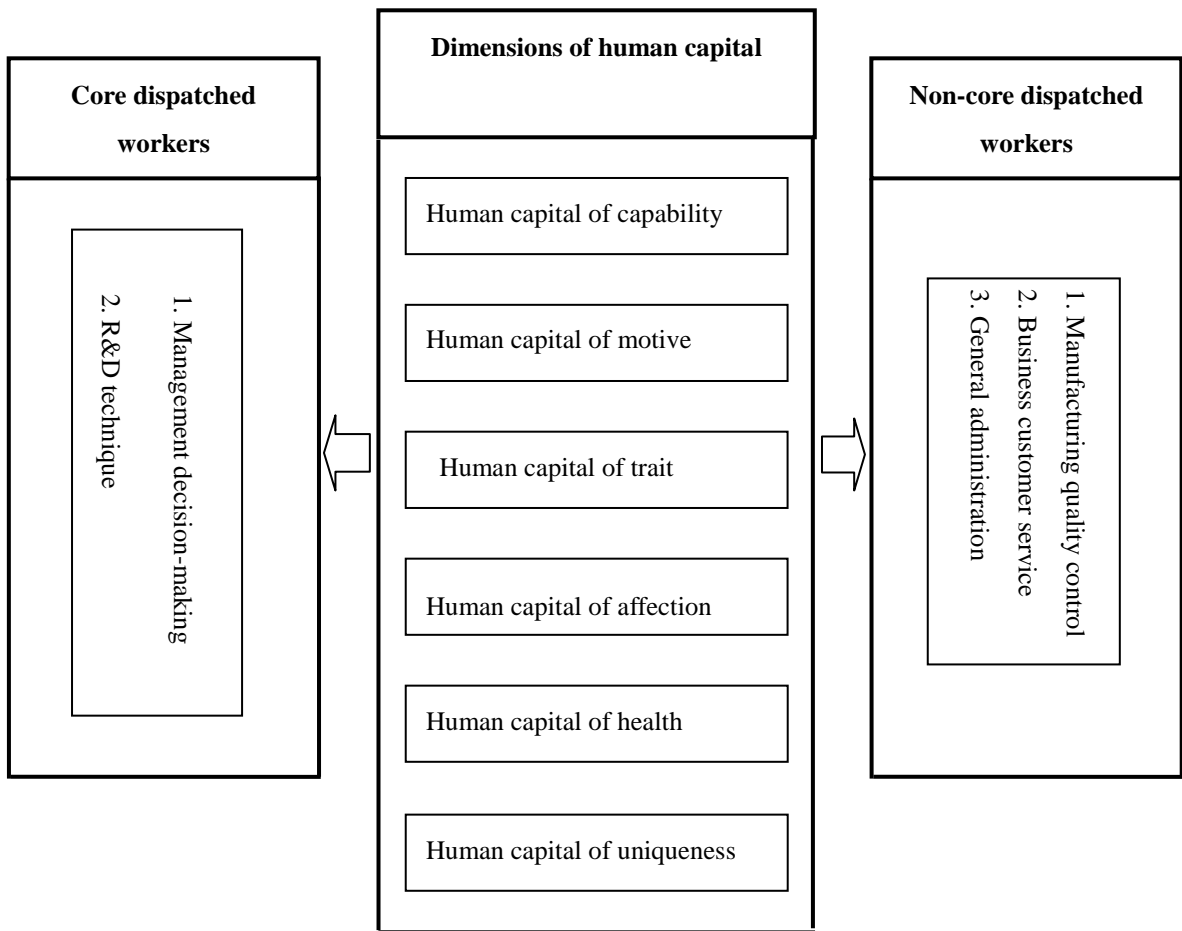 Core dispatched
workers
1. Management decision-making
2. R&D technique
Dimensions of human capital
Human capital of capability
Human capital of motive
Human capital of trait
Human capital of affection
Human capital of health
Human capital of uniqueness
Non-core dispatched
workers
1. Manufacturing quality control
2. Business customer service
3. General administration